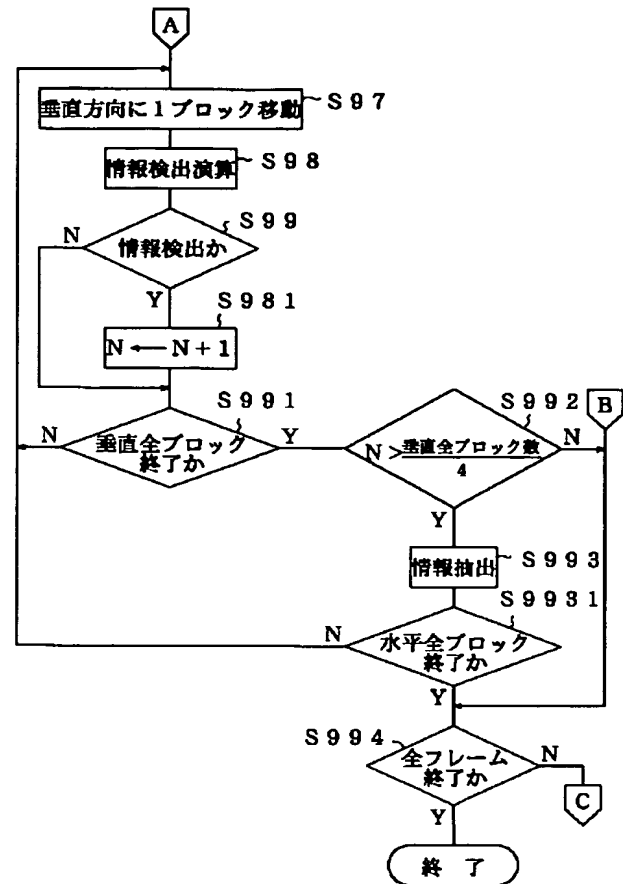 A
垂直方向に1ブロック移動
S97
情報検出演算
S98
情報検出か
S99
N
Y
N ← N+1
S981
垂直全ブロック
終了か
S991
N
Y
N > 垂直全ブロック数
4
S992
N
B
Y
情報抽出
S993
水平全ブロック
終了か
S9931
N
Y
全フレーム
終了か
S994
N
C
Y
終 了